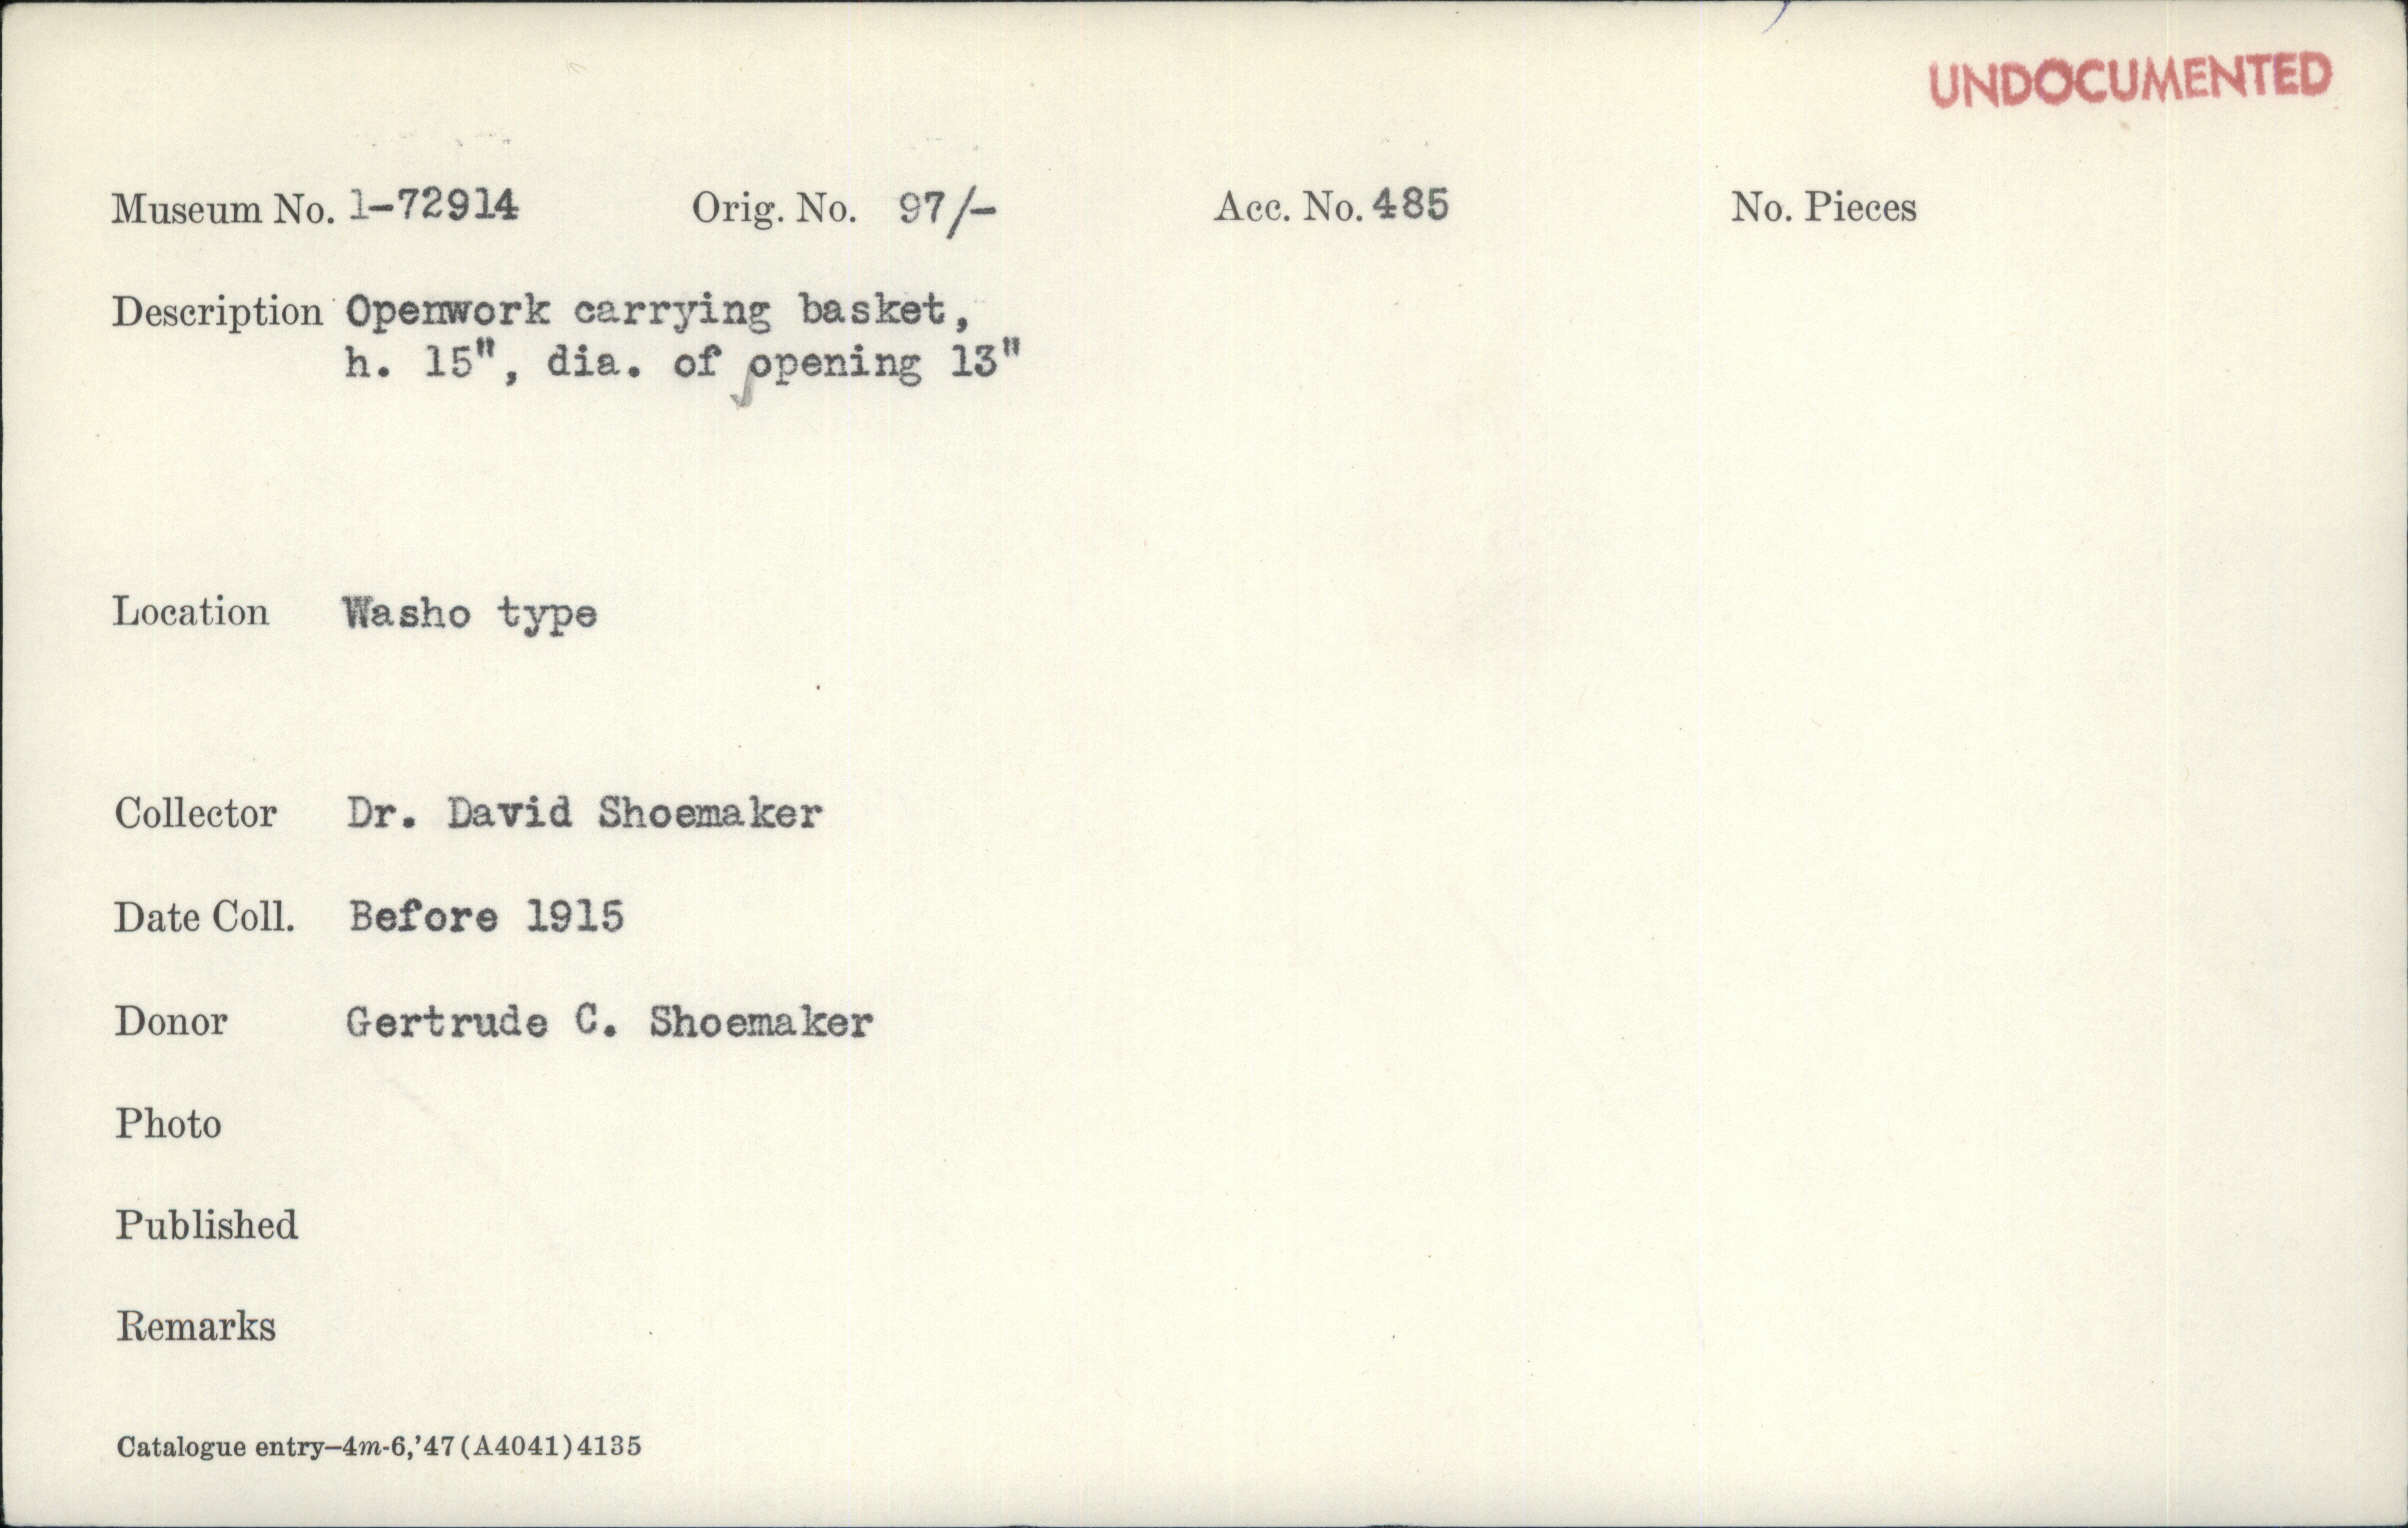 UNDOCUMENTED
Museum No. 1-72914 Orig. No. 97/- Acc. No. 485 No. Pieces
Description Openwork carrying basket,
h. 15", dia. of opening 13"
Location Washo type
Collector Dr. David Shoemaker
Date Coll. Before 1915
Donor Gertrude C. Shoemaker
Photo
Published
Remarks
Catalogue entry—4m-6,'47(A4041)4135